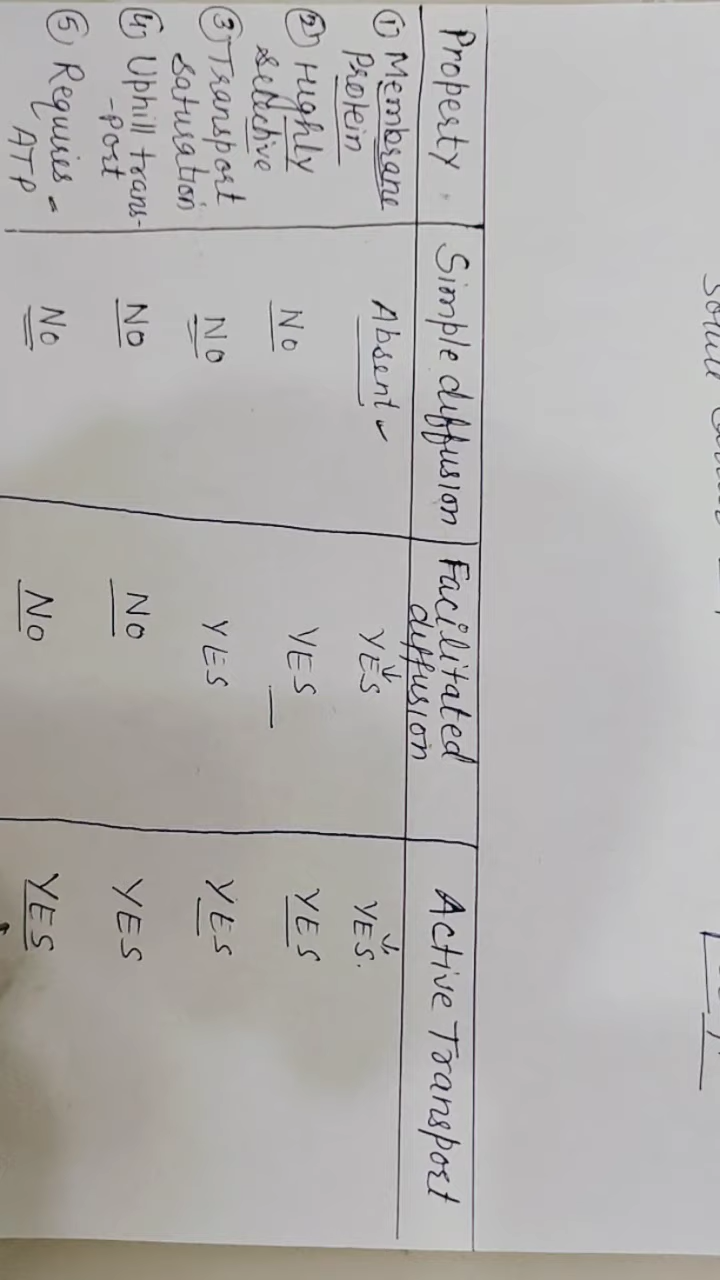 Property Simple diffusion Facilitated diffusion Active Transport
① Membrane Protein Absent YES YES.
② Highly selective No YES YES
③ Transport saturation No YES YES
④ Uphill trans-
-port No No YES
⑤ Requires ATP No No YES